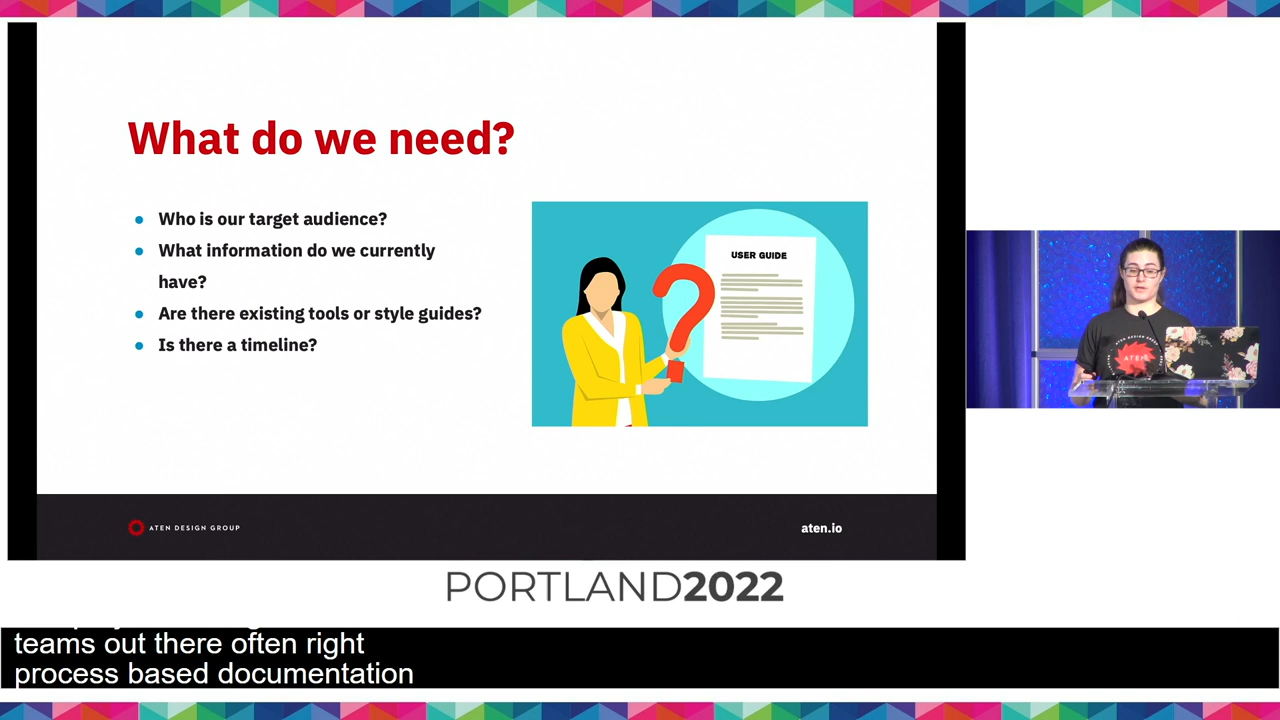 What do we need?
Who is our target audience?
What information do we currently
have?
Are there existing tools or style guides?
Is there a timeline?
USER GUIDE
ATEN DESIGN GROUP
aten.io
ATEN
PORTLAND2022
teams out there often right
process based documentation